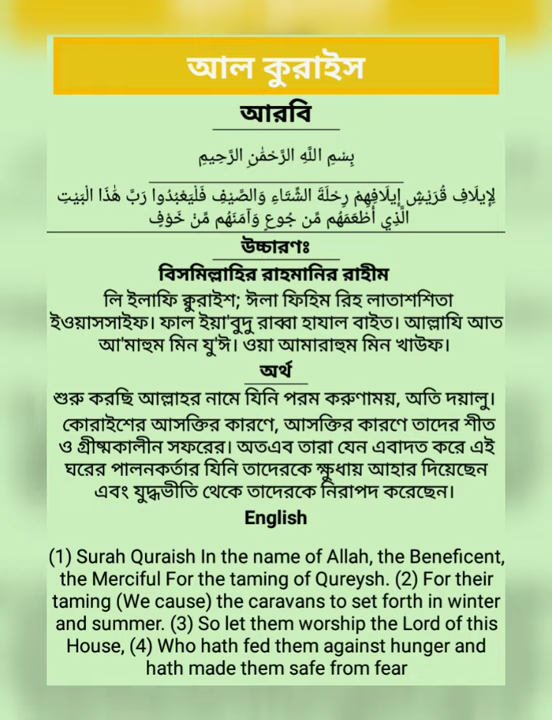 আল কুরাইস
আরবি
بِسْمِ اللَّهِ الرَّحْمَٰنِ الرَّحِيمِ
لِإِيلَافِ قُرَيْشٍ إِيلَافِهِمْ رِحْلَةَ الشِّتَاءِ وَالصَّيْفِ فَلْيَعْبُدُوا رَبَّ هَٰذَا الْبَيْتِ
الَّذِي أَطْعَمَهُم مِّن جُوعٍ وَآمَنَهُم مِّنْ خَوْفٍ
উচ্চারণঃ
বিসমিল্লাহির রাহমানির রাহীম
লি ইলাফি ক্বুরাইশ; ঈলা ফিহিম রিহ লাতাশশিতা
ইওয়াসসাইফ। ফাল ইয়া'বুদু রাব্বা হাযাল বাইত। আল্লাযি আত
আ'মাহুম মিন যু'ঈ। ওয়া আমারাহুম মিন খাউফ।
অর্থ
শুরু করছি আল্লাহর নামে যিনি পরম করুণাময়, অতি দয়ালু।
কোরাইশের আসক্তির কারণে, আসক্তির কারণে তাদের শীত
ও গ্রীষ্মকালীন সফরের। অতএব তারা যেন এবাদত করে এই
ঘরের পালনকর্তার যিনি তাদেরকে ক্ষুধায় আহার দিয়েছেন
এবং যুদ্ধভীতি থেকে তাদেরকে নিরাপদ করেছেন।
English
(1) Surah Quraish In the name of Allah, the Beneficent,
the Merciful For the taming of Qureysh. (2) For their
taming (We cause) the caravans to set forth in winter
and summer. (3) So let them worship the Lord of this
House, (4) Who hath fed them against hunger and
hath made them safe from fear